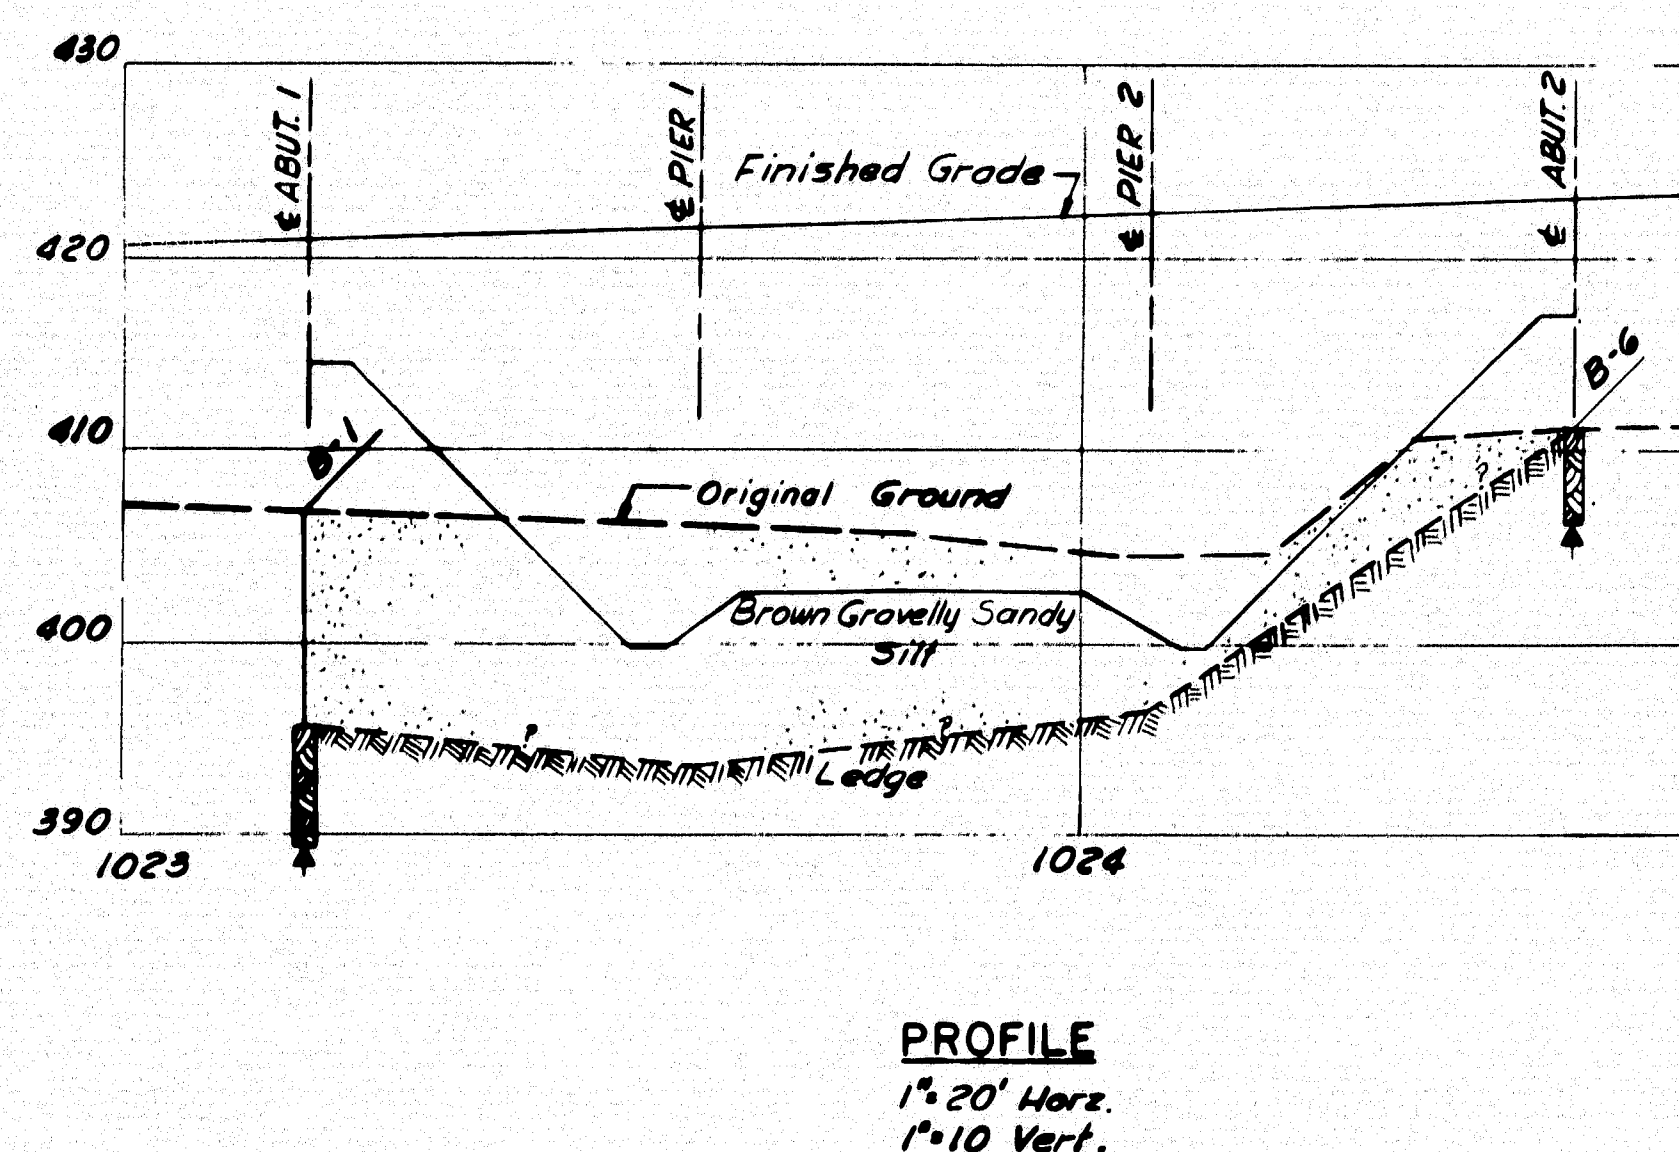 430
℄ ABUT. 1
℄ PIER 1
℄ PIER 2
℄ ABUT. 2
Finished Grade
420
B-6
410
B-1
Original Ground
400
Brown Gravelly Sandy
Silt
?
?
?
Ledge
390
1023
1024
PROFILE
1"=20' Horz.
1"=10 Vert.